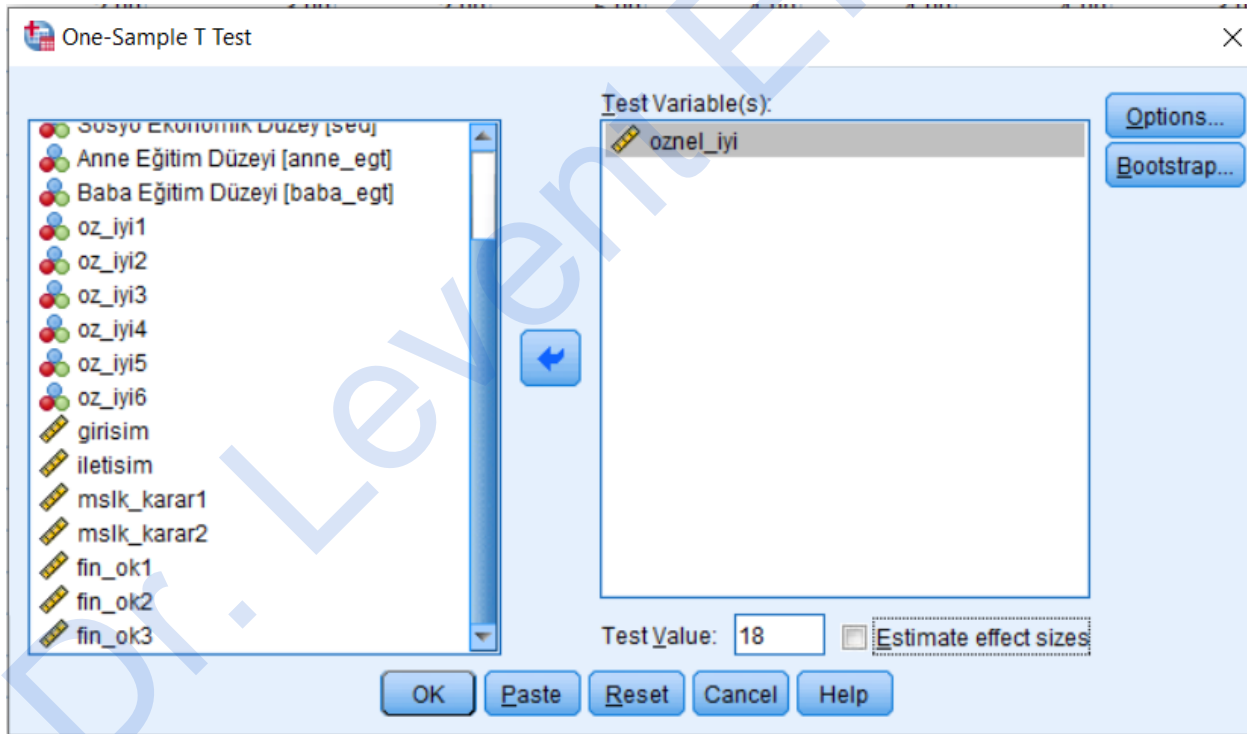 One-Sample T Test
Sosyo Ekonomik Düzey [sed]
Anne Eğitim Düzeyi [anne_egt]
Baba Eğitim Düzeyi [baba_egt]
oz_iyi1
oz_iyi2
oz_iyi3
oz_iyi4
oz_iyi5
oz_iyi6
girisim
iletisim
mslk_karar1
mslk_karar2
fin_ok1
fin_ok2
fin_ok3
Test Variable(s):
oznel_iyi
Options...
Bootstrap...
Test Value: 18 Estimate effect sizes
OK Paste Reset Cancel Help
Dr. Levent E